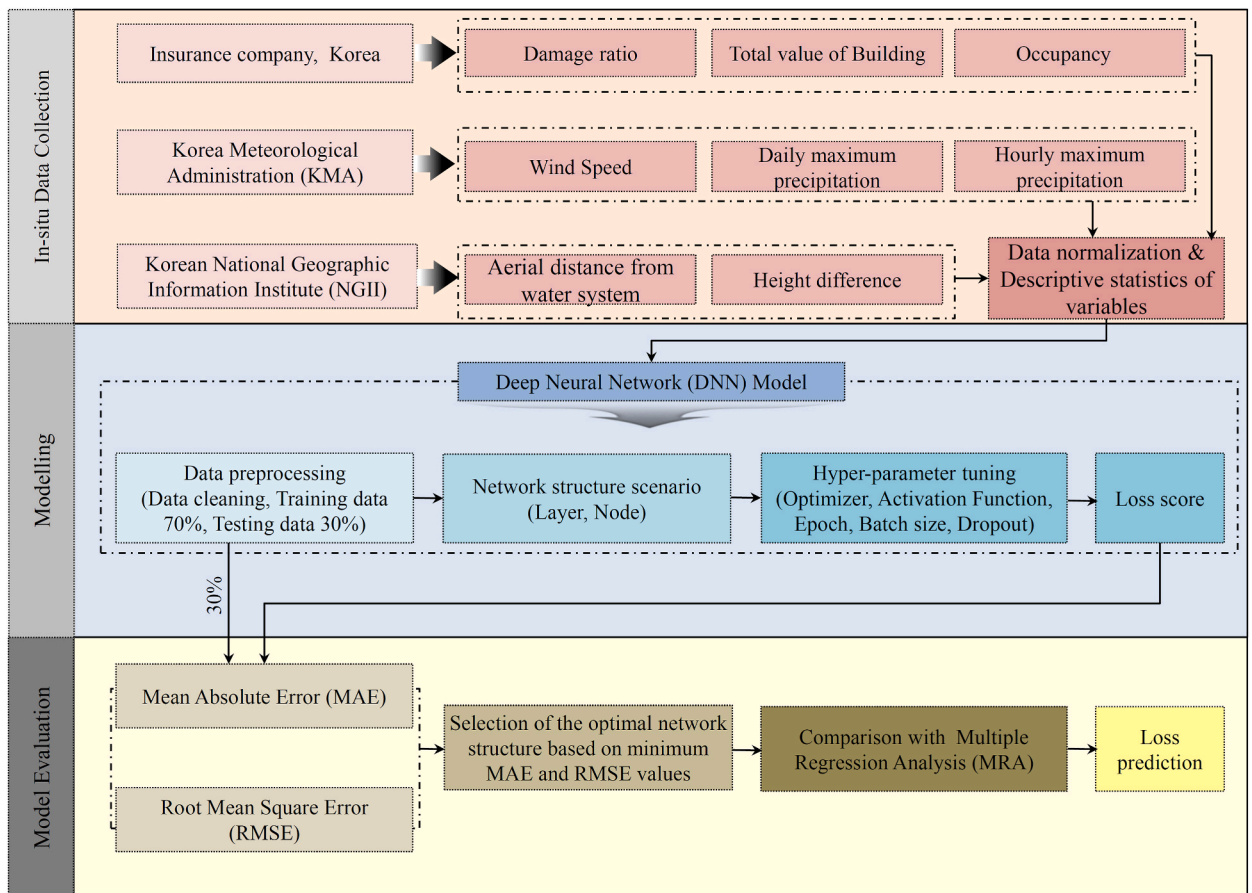 In-situ Data Collection
Insurance company, Korea
Damage ratio
Total value of Building
Occupancy
Korea Meteorological
Administration (KMA)
Wind Speed
Daily maximum
precipitation
Hourly maximum
precipitation
Korean National Geographic
Information Institute (NGII)
Aerial distance from
water system
Height difference
Data normalization &
Descriptive statistics of
variables
Modelling
Deep Neural Network (DNN) Model
Data preprocessing
(Data cleaning, Training data
70%, Testing data 30%)
Network structure scenario
(Layer, Node)
Hyper-parameter tuning
(Optimizer, Activation Function,
Epoch, Batch size, Dropout)
Loss score
30%
Model Evaluation
Mean Absolute Error (MAE)
Root Mean Square Error
(RMSE)
Selection of the optimal network
structure based on minimum
MAE and RMSE values
Comparison with Multiple
Regression Analysis (MRA)
Loss
prediction